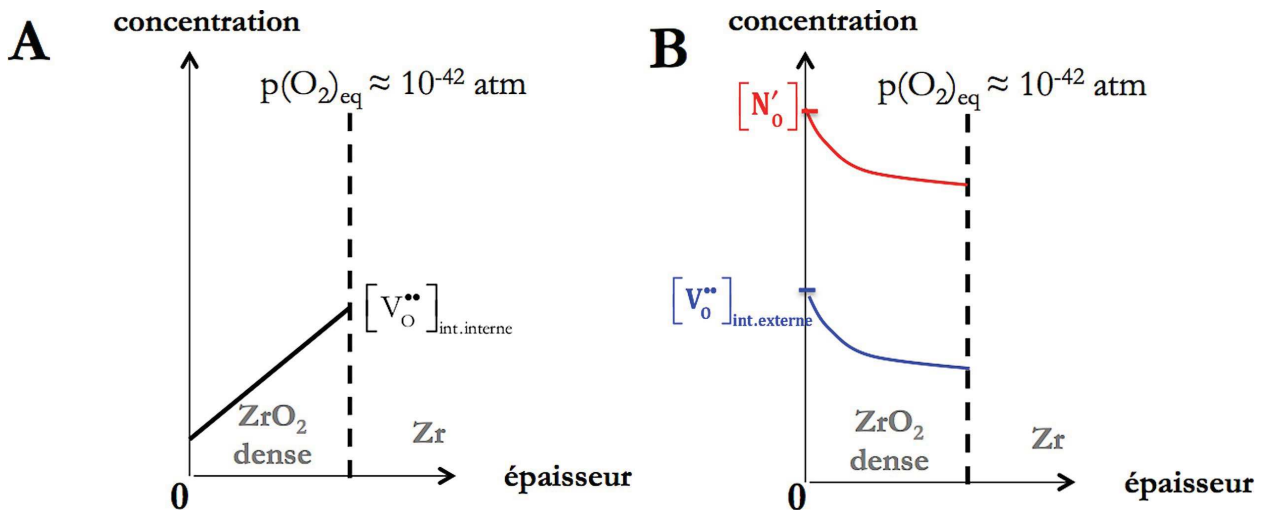 A
concentration
p(O₂)eq ≈ 10⁻⁴² atm
[V_O^••]int.interne
ZrO₂
dense
Zr
0
épaisseur
B
concentration
[N′_O]
p(O₂)eq ≈ 10⁻⁴² atm
[V_O^••]int.externe
ZrO₂
dense
Zr
0
épaisseur